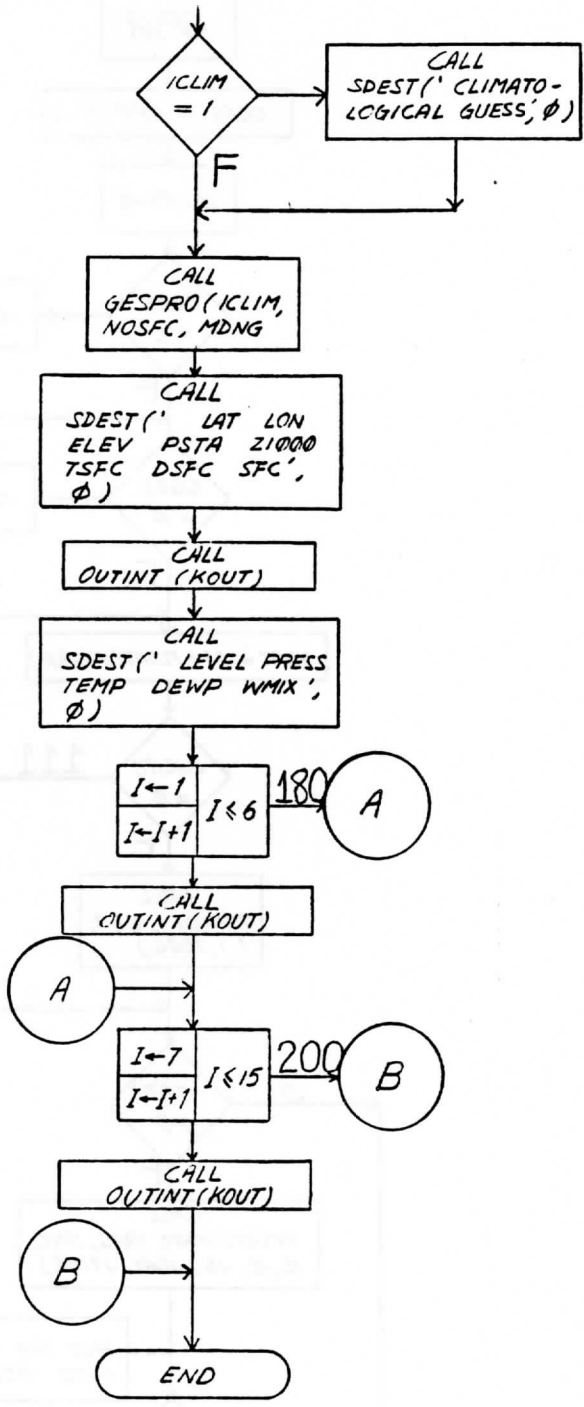 ICLIM
= 1
CALL
SDEST(' CLIMATO-
LOGICAL GUESS', Ø)
F
CALL
GESPRO(ICLIM,
NOSFC, MDNG
CALL
SDEST(' LAT LON
ELEV PSTA Z1ØØØ
TSFC DSFC SFC',
Ø)
CALL
OUTINT (KOUT)
CALL
SDEST(' LEVEL PRESS
TEMP DEWP WMIX',
Ø)
111
I←1
I←I+1
I≤6
180
A
CALL
OUTINT(KOUT)
A
I←7
I←I+1
I≤15
200
B
CALL
OUTINT(KOUT)
B
END